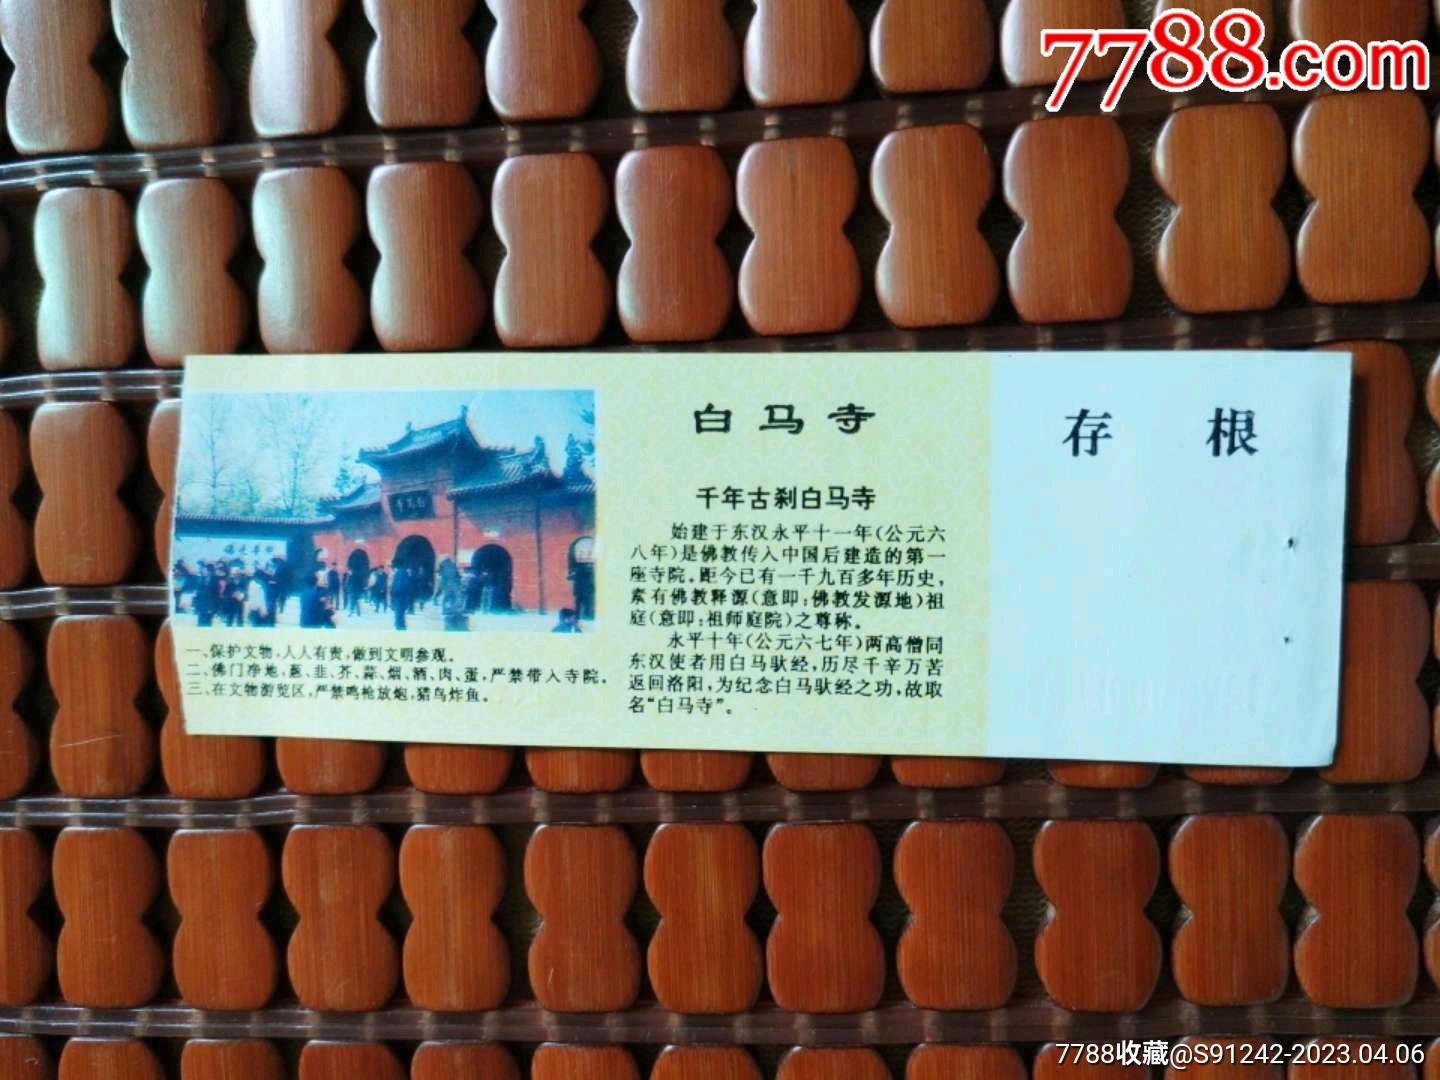 7788.com
白马寺
存根
千年古刹白马寺
始建于东汉永平十一年(公元六
八年)是佛教传入中国后建造的第一
座寺院。距今已有一千九百多年历史,
素有佛教释源(意即:佛教发源地)祖
庭(意即:祖师庭院)之尊称。
永平十年(公元六七年)两高僧同
东汉使者用白马驮经,历尽千辛万苦
返回洛阳,为纪念白马驮经之功,故取
名“白马寺”。
一、保护文物,人人有责,做到文明参观。
二、佛门净地,葱、韭、芥、蒜、烟、酒、肉、蛋,严禁带入寺院。
三、在文物游览区,严禁鸣枪放炮,猎鸟炸鱼。
7788收藏@S91242-2023.04.06